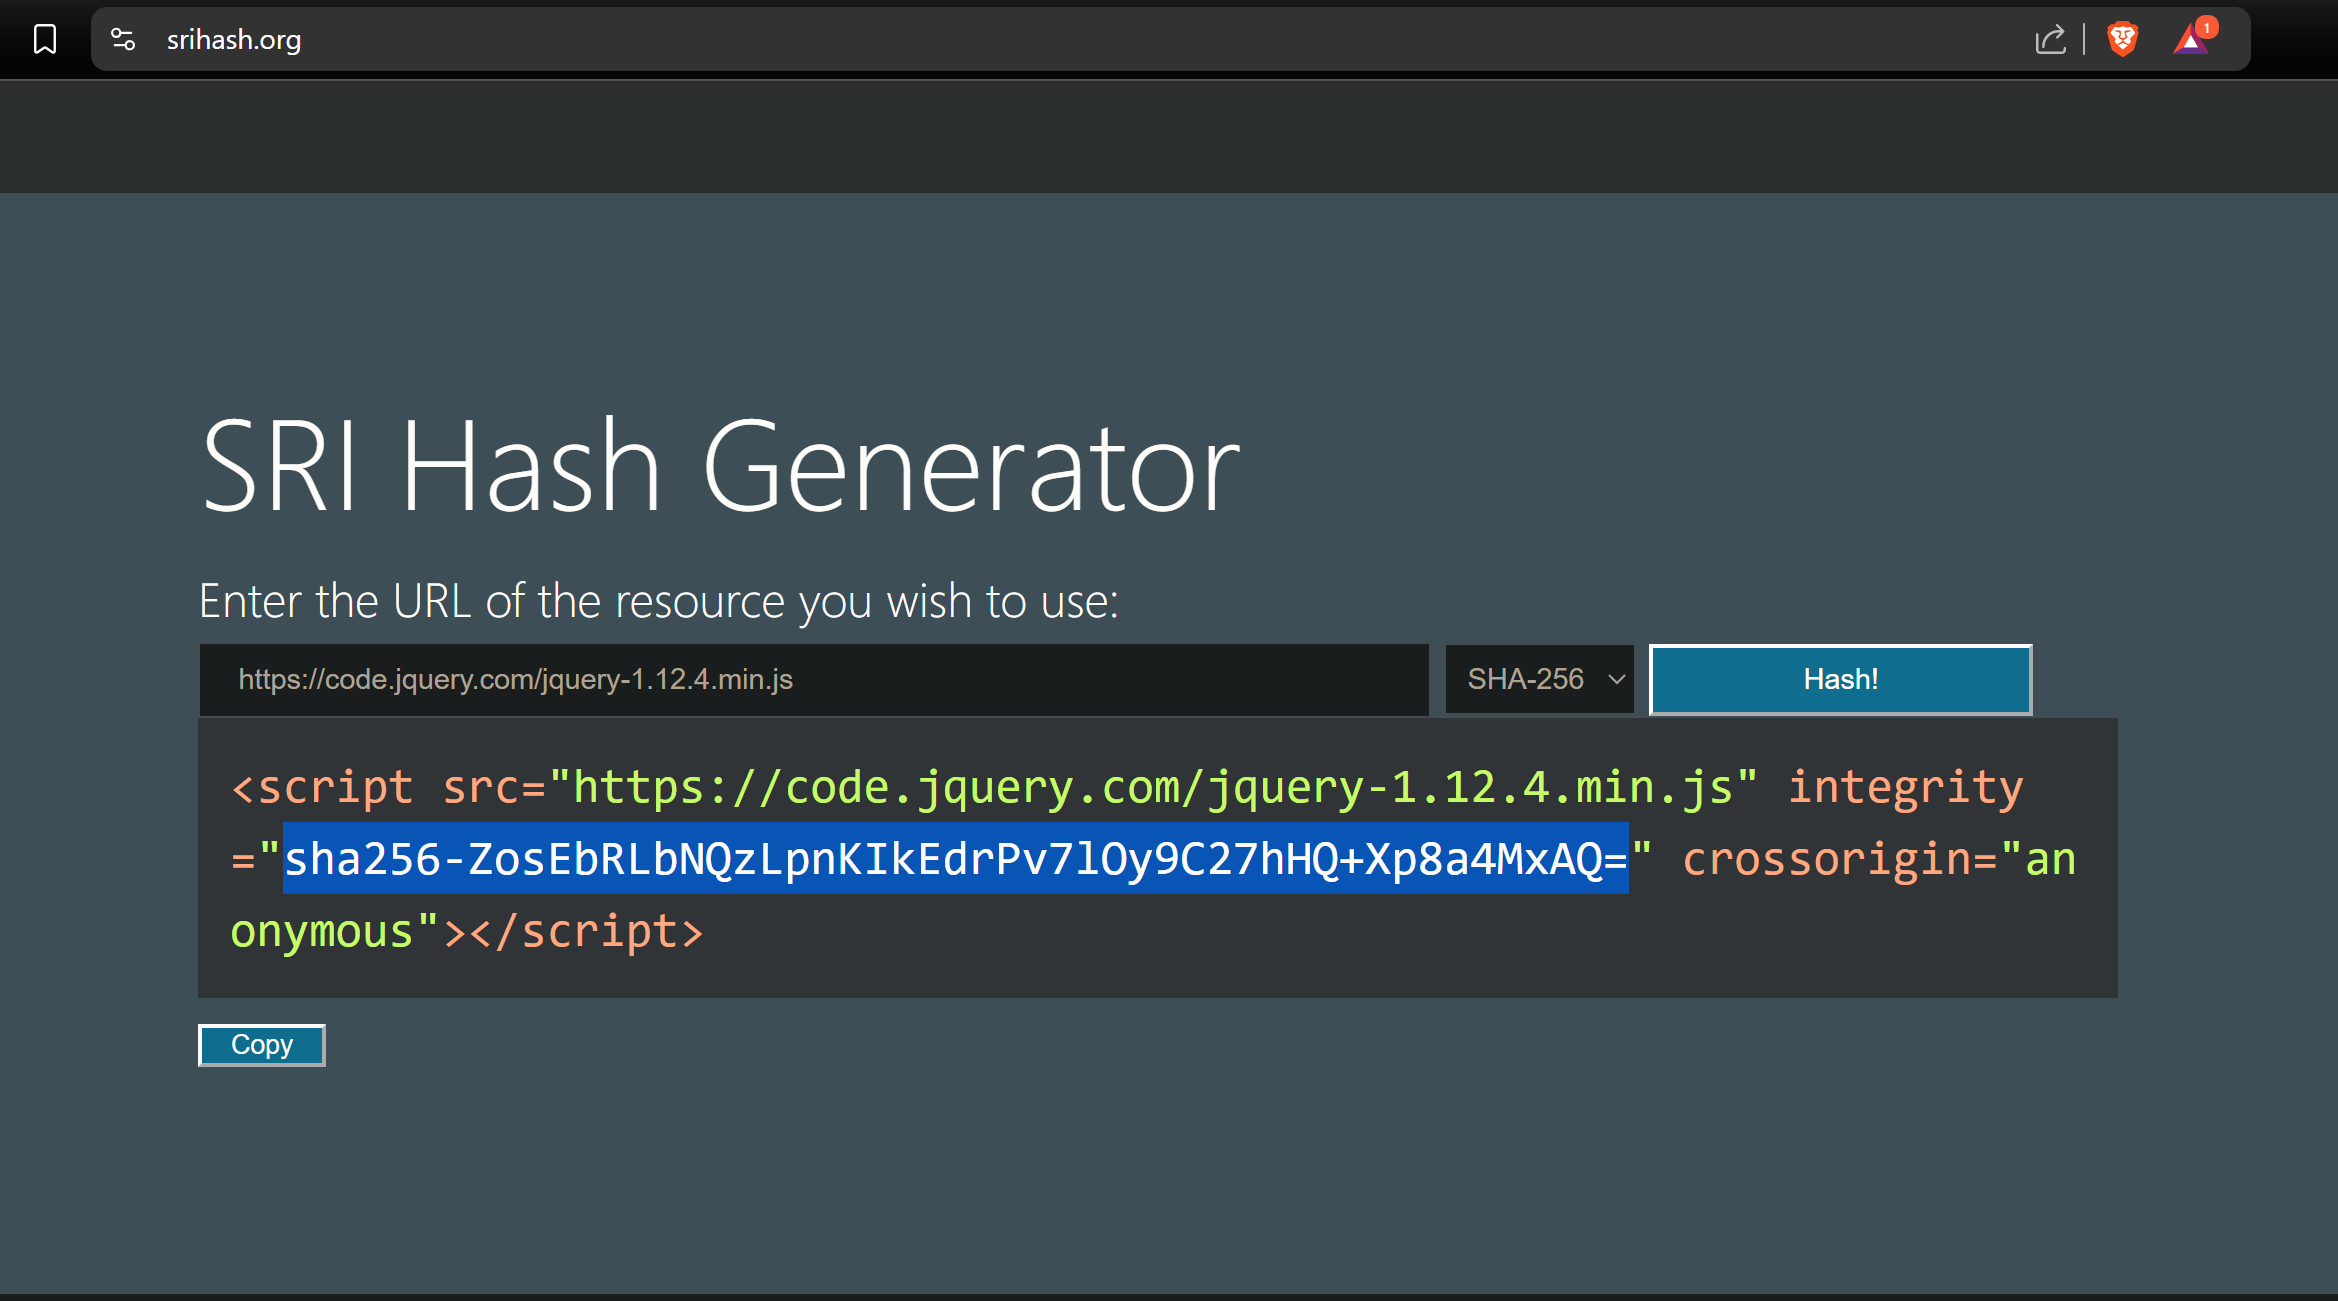 srihash.org
1
SRI Hash Generator
Enter the URL of the resource you wish to use:
https://code.jquery.com/jquery-1.12.4.min.js SHA-256 Hash!
<script src="https://code.jquery.com/jquery-1.12.4.min.js" integrity
="sha256-ZosEbRLbNQzLpnKIkEdrPv7lOy9C27hHQ+Xp8a4MxAQ=" crossorigin="an
onymous"></script>
Copy